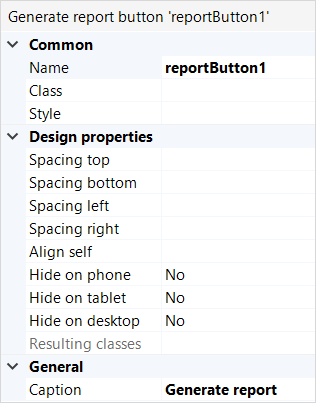 Generate report button 'reportButton1'
Common
Name reportButton1
Class
Style
Design properties
Spacing top
Spacing bottom
Spacing left
Spacing right
Align self
Hide on phone No
Hide on tablet No
Hide on desktop No
Resulting classes
General
Caption Generate report